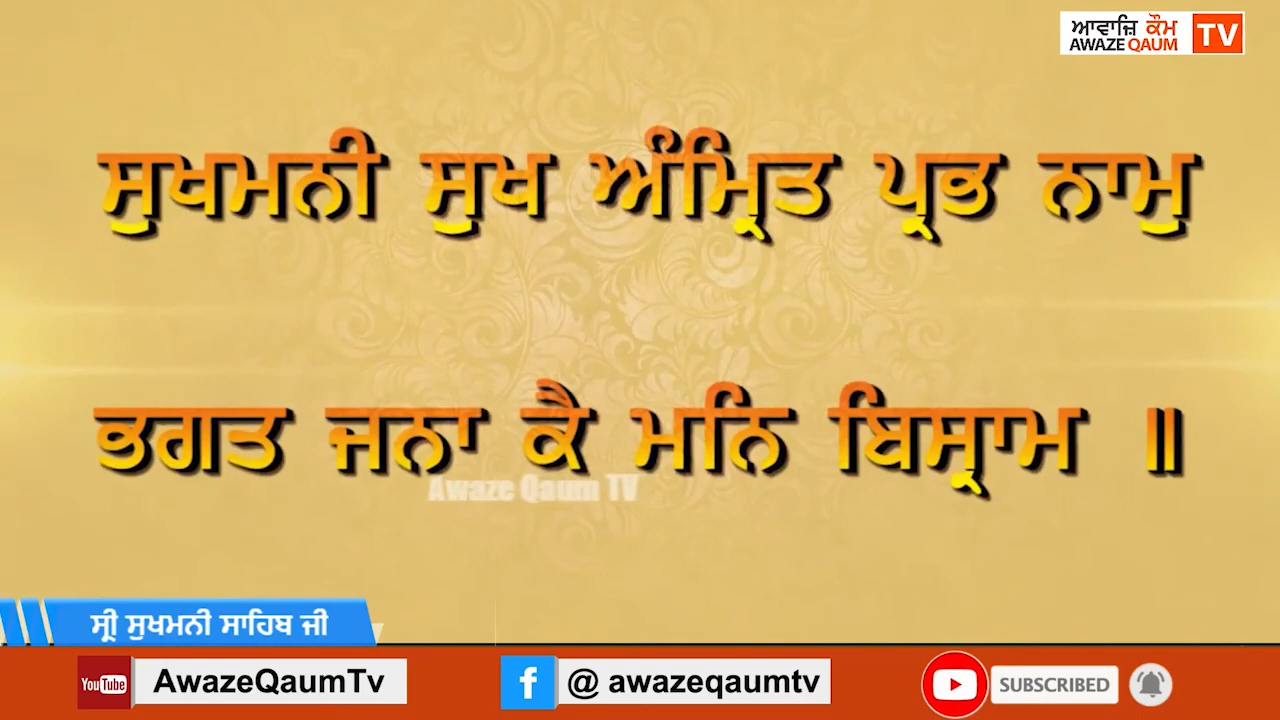 ਆਵਾਜ਼ਿ ਕੌਮ
AWAZE QAUM TV
ਸੁਖਮਨੀ ਸੁਖ ਅੰਮ੍ਰਿਤ ਪ੍ਰਭ ਨਾਮੁ
ਭਗਤ ਜਨਾ ਕੈ ਮਨਿ ਬਿਸ੍ਰਾਮ ॥
Awaze Qaum TV
ਸ੍ਰੀ ਸੁਖਮਨੀ ਸਾਹਿਬ ਜੀ
YouTube AwazeQaumTv
f @ awazeqaumtv
SUBSCRIBED